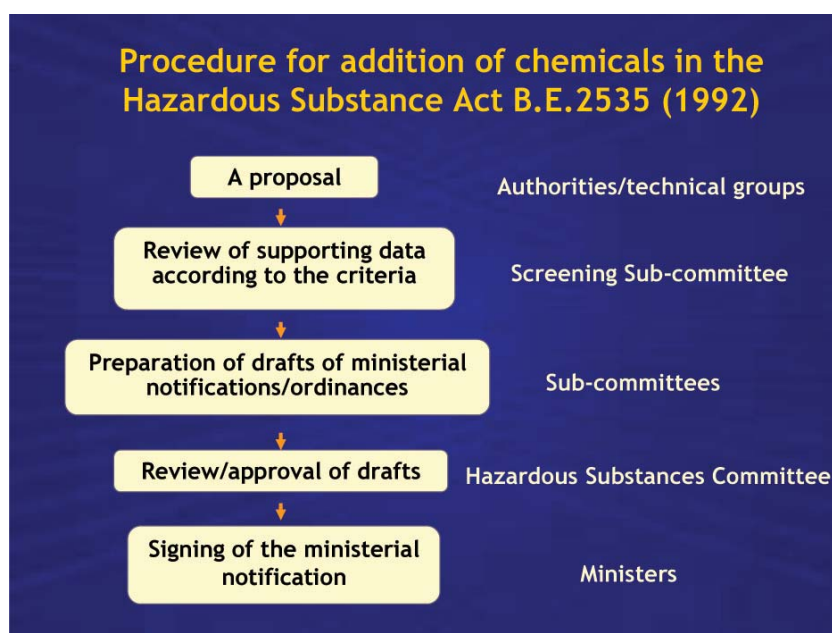 Procedure for addition of chemicals in the
Hazardous Substance Act B.E.2535 (1992)
A proposal
Authorities/technical groups
Review of supporting data
according to the criteria
Screening Sub-committee
Preparation of drafts of ministerial
notifications/ordinances
Sub-committees
Review/approval of drafts
Hazardous Substances Committee
Signing of the ministerial
notification
Ministers